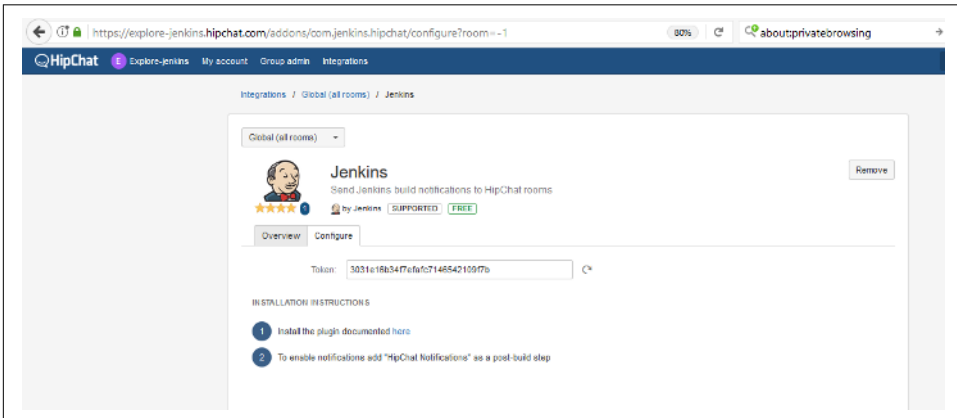 https://explore-jenkins.hipchat.com/addons/com.jenkins.hipchat/configure?room=-1 80% about:privatebrowsing
HipChat E Explore-jenkins My account Group admin Integrations
Integrations / Global (all rooms) / Jenkins
Global (all rooms)
Jenkins Remove
Send Jenkins build notifications to HipChat rooms
by Jenkins SUPPORTED FREE
Overview Configure
Token:
INSTALLATION INSTRUCTIONS
1 Install the plugin documented here
2 To enable notifications add "HipChat Notifications" as a post-build step